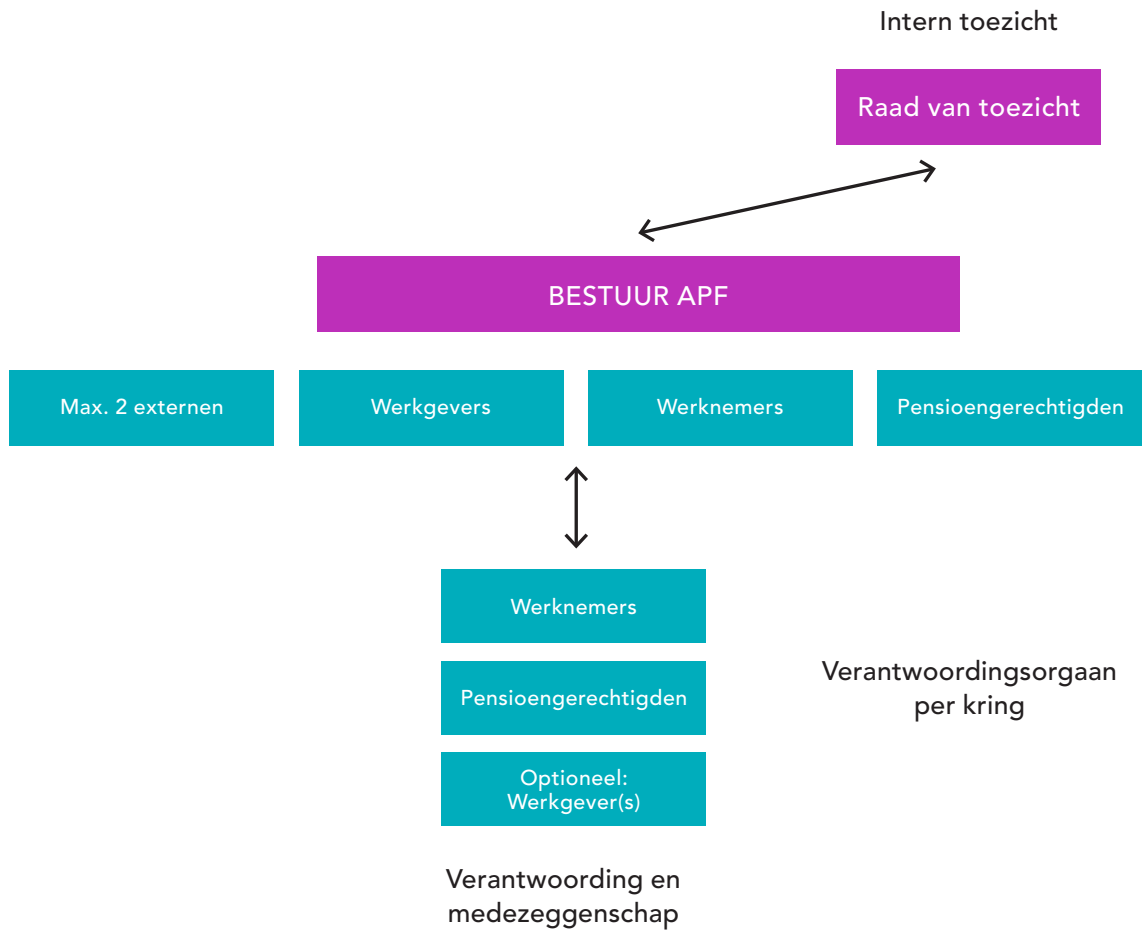 Intern toezicht
Raad van toezicht
BESTUUR APF
Max. 2 externen
Werkgevers
Werknemers
Pensioengerechtigden
Werknemers
Pensioengerechtigden
Optioneel:
Werkgever(s)
Verantwoordingsorgaan
per kring
Verantwoording en
medezeggenschap